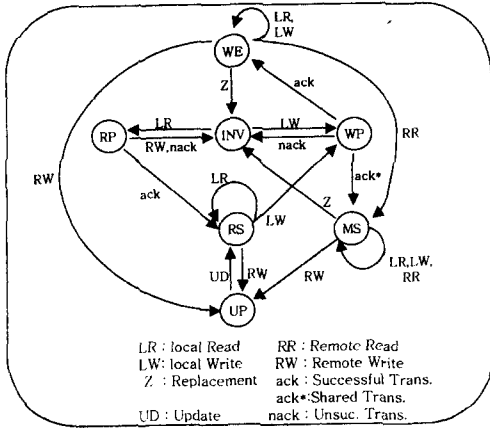 LR,
LW
WE
Z
ack
RP
LR
RW,nack
INV
LW
nack
WP
RR
RW
ack
LR
RS
LW
Z
ack*
MS
UD
RW
RW
LR,LW,
RR
UP
LR : local Read RR : Remote Read
LW : local Write RW : Remote Write
Z : Replacement ack : Successful Trans.
ack* : Shared Trans.
UD : Update nack : Unsuc. Trans.